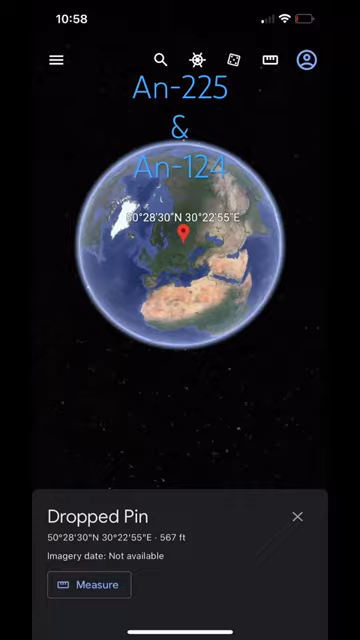 10:58
An-225
&
An-124
50°28'30"N 30°22'55"E
Dropped Pin
50°28'30"N 30°22'55"E · 567 ft
Imagery date: Not available
Measure